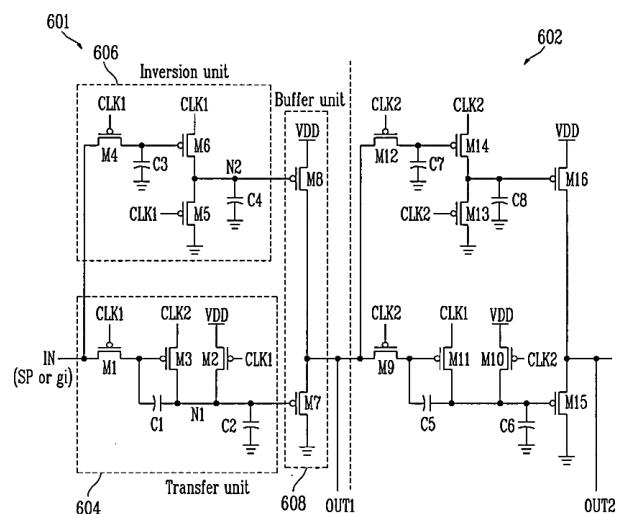 601
602
606
Inversion unit
Buffer unit
CLK1
CLK1
CLK2
CLK2
VDD
VDD
M4
M6
M12
M14
C3
N2
M8
C7
M16
CLK1
M5
C4
CLK2
M13
C8
CLK1
CLK2
VDD
CLK2
CLK1
VDD
IN
(SP or gi)
M1
M3
M2
CLK1
M9
M11
M10
CLK2
C1
N1
C2
M7
C5
C6
M15
604
Transfer unit
608
OUT1
OUT2